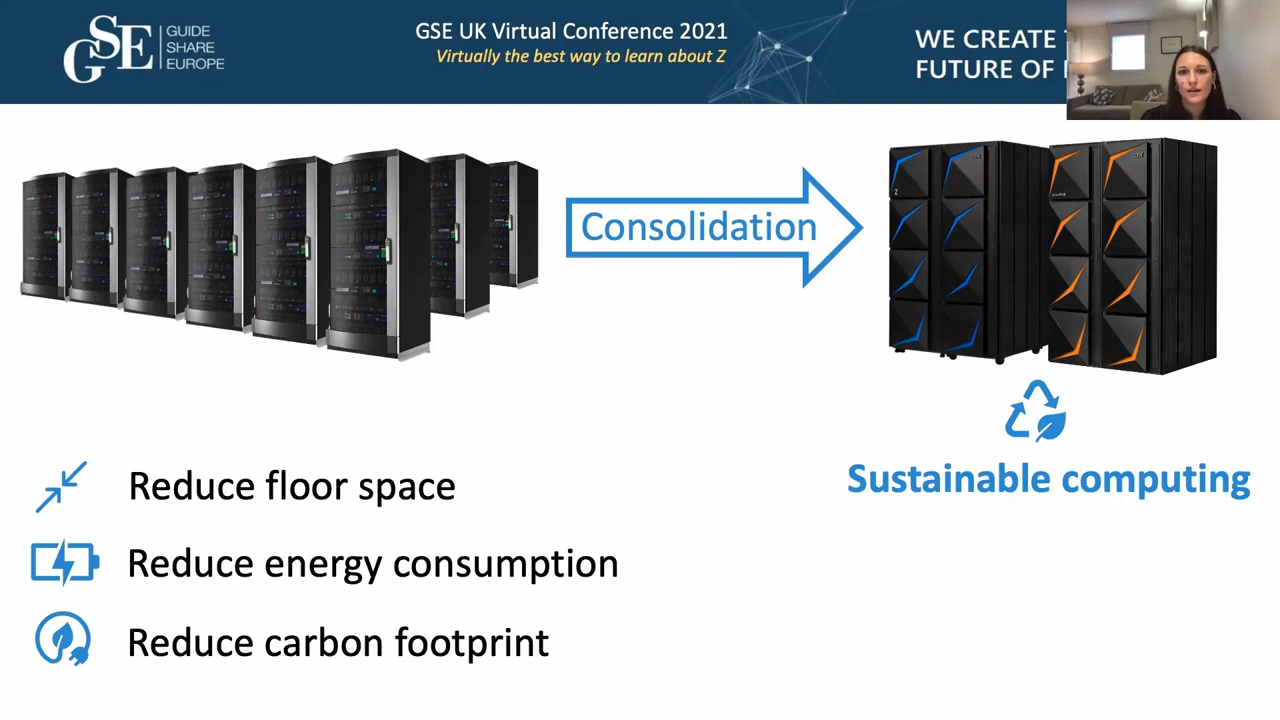 GSE
GUIDE
SHARE
EUROPE
GSE UK Virtual Conference 2021
Virtually the best way to learn about Z
WE CREATE
FUTURE OF
Consolidation
Z
Sustainable computing
Reduce floor space
Reduce energy consumption
Reduce carbon footprint